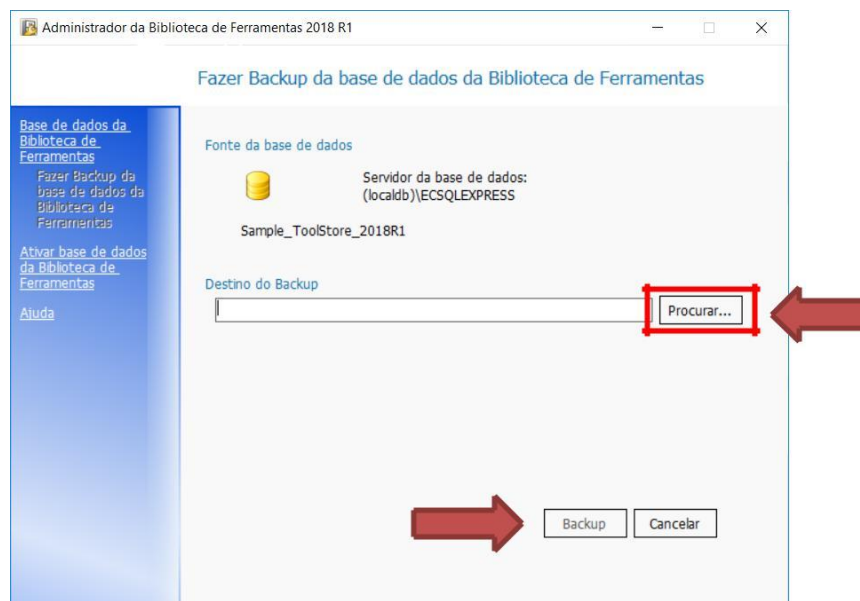 Administrador da Biblioteca de Ferramentas 2018 R1
Fazer Backup da base de dados da Biblioteca de Ferramentas
Base de dados da
Biblioteca de
Ferramentas
Fazer Backup da
base de dados da
Biblioteca de
Ferramentas
Ativar base de dados
da Biblioteca de
Ferramentas
Ajuda
Fonte da base de dados
Servidor da base de dados:
(localdb)\ECSQLEXPRESS
Sample_ToolStore_2018R1
Destino do Backup
Procurar...
Backup
Cancelar